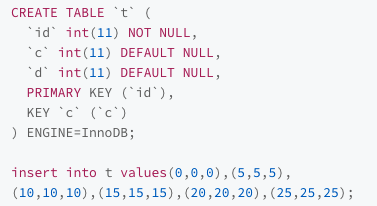 CREATE TABLE `t` (
  `id` int(11) NOT NULL,
  `c` int(11) DEFAULT NULL,
  `d` int(11) DEFAULT NULL,
  PRIMARY KEY (`id`),
  KEY `c` (`c`)
) ENGINE=InnoDB;

insert into t values(0,0,0),(5,5,5),
(10,10,10),(15,15,15),(20,20,20),(25,25,25);